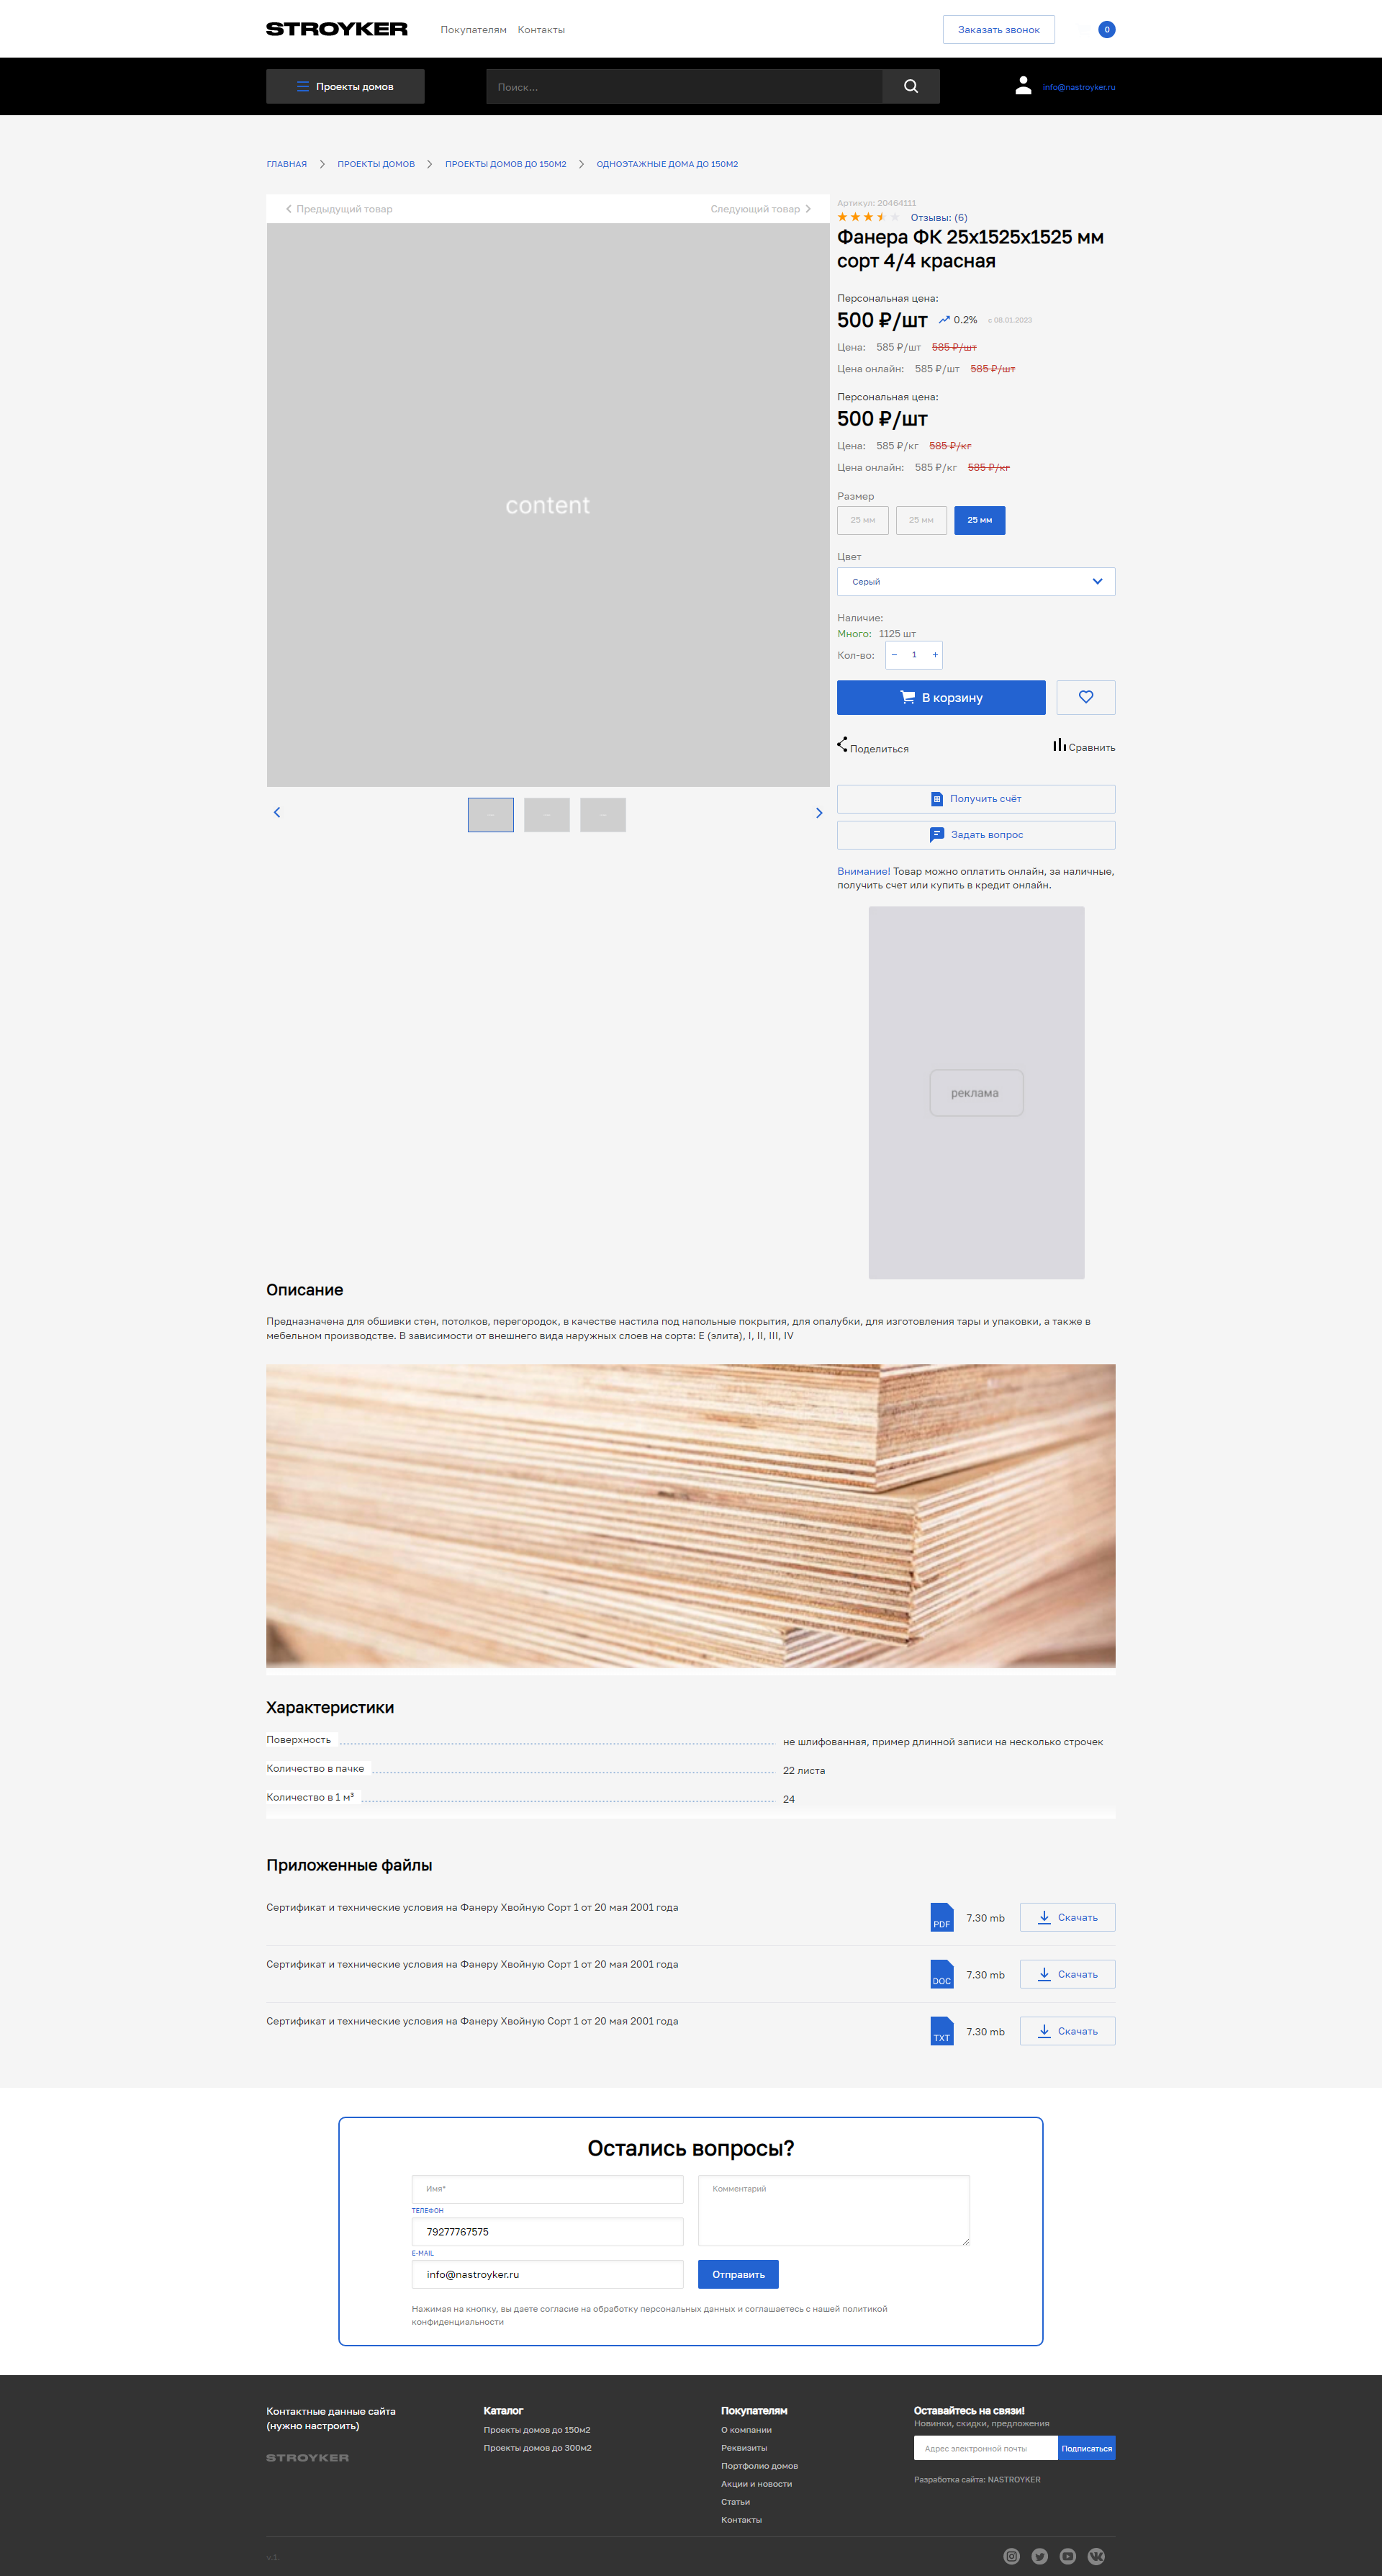 STROYKER
Покупателям Контакты
Заказать звонок
0
Проекты домов
Поиск...
info@nastroyker.ru
ГЛАВНАЯ
ПРОЕКТЫ ДОМОВ
ПРОЕКТЫ ДОМОВ ДО 150М2
ОДНОЭТАЖНЫЕ ДОМА ДО 150М2
Предыдущий товар
Следующий товар
content
Артикул: 20464111
Отзывы: (6)
Фанера ФК 25х1525х1525 мм
сорт 4/4 красная
Персональная цена:
500 ₽/шт 0.2% с 08.01.2023
Цена: 585 ₽/шт 585 ₽/шт
Цена онлайн: 585 ₽/шт 585 ₽/шт
Персональная цена:
500 ₽/шт
Цена: 585 ₽/кг 585 ₽/кг
Цена онлайн: 585 ₽/кг 585 ₽/кг
Размер
25 мм 25 мм 25 мм
Цвет
Серый
Наличие:
Много: 1125 шт
Кол-во: − 1 +
В корзину
Поделиться
Сравнить
Получить счёт
Задать вопрос
Внимание! Товар можно оплатить онлайн, за наличные,
получить счет или купить в кредит онлайн.
реклама
Описание
Предназначена для обшивки стен, потолков, перегородок, в качестве настила под напольные покрытия, для опалубки, для изготовления тары и упаковки, а также в
мебельном производстве. В зависимости от внешнего вида наружных слоев на сорта: Е (элита), I, II, III, IV
Характеристики
Поверхность не шлифованная, пример длинной записи на несколько строчек
Количество в пачке 22 листа
Количество в 1 м³ 24
Приложенные файлы
Сертификат и технические условия на Фанеру Хвойную Сорт 1 от 20 мая 2001 года PDF 7.30 mb Скачать
Сертификат и технические условия на Фанеру Хвойную Сорт 1 от 20 мая 2001 года DOC 7.30 mb Скачать
Сертификат и технические условия на Фанеру Хвойную Сорт 1 от 20 мая 2001 года TXT 7.30 mb Скачать
Остались вопросы?
Имя*
ТЕЛЕФОН
79277767575
E-MAIL
info@nastroyker.ru
Комментарий
Отправить
Нажимая на кнопку, вы даете согласие на обработку персональных данных и соглашаетесь с нашей политикой
конфиденциальности
Контактные данные сайта
(нужно настроить)
STROYKER
Каталог
Проекты домов до 150м2
Проекты домов до 300м2
Покупателям
О компании
Реквизиты
Портфолио домов
Акции и новости
Статьи
Контакты
Оставайтесь на связи!
Новинки, скидки, предложения
Адрес электронной почты
Подписаться
Разработка сайта: NASTROYKER
v.1.